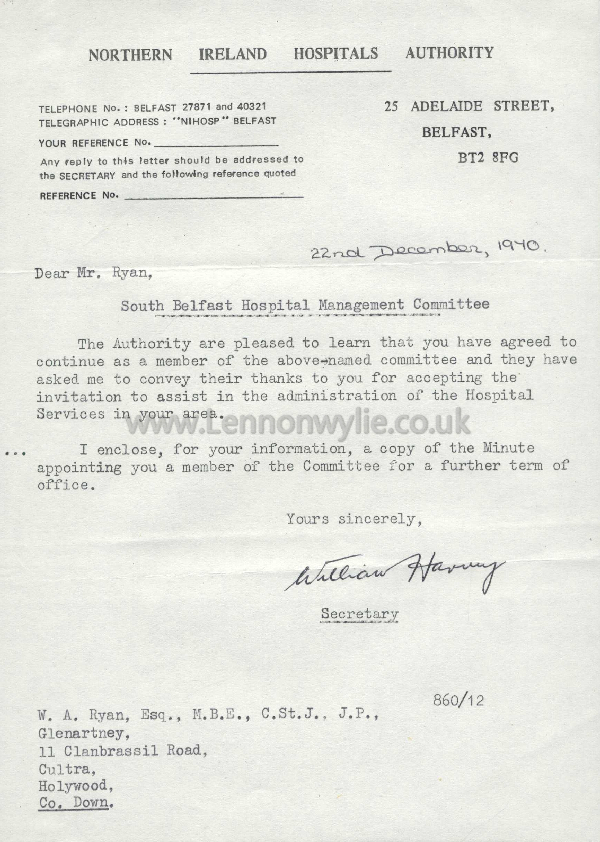 NORTHERN IRELAND HOSPITALS AUTHORITY
TELEPHONE No. : BELFAST 27871 and 40321
TELEGRAPHIC ADDRESS : "NIHOSP" BELFAST
YOUR REFERENCE No.
Any reply to this letter should be addressed to
the SECRETARY and the following reference quoted
REFERENCE No.
25 ADELAIDE STREET,
BELFAST,
BT2 8FG
22nd December, 1970.
Dear Mr. Ryan,
South Belfast Hospital Management Committee
The Authority are pleased to learn that you have agreed to
continue as a member of the above-named committee and they have
asked me to convey their thanks to you for accepting the
invitation to assist in the administration of the Hospital
Services in your area.
www.Lennonwylie.co.uk
... I enclose, for your information, a copy of the Minute
appointing you a member of the Committee for a further term of
office.
Yours sincerely,
William Harvey
Secretary
860/12
W. A. Ryan, Esq., M.B.E., C.St.J., J.P.,
Glenartney,
11 Clanbrassil Road,
Cultra,
Holywood,
Co. Down.